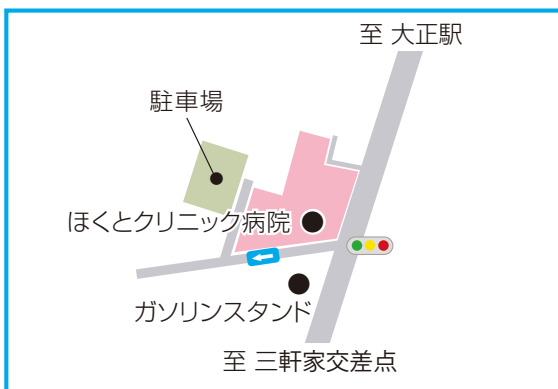 至 大正駅
駐車場
ほくとクリニック病院
ガソリンスタンド
至 三軒家交差点